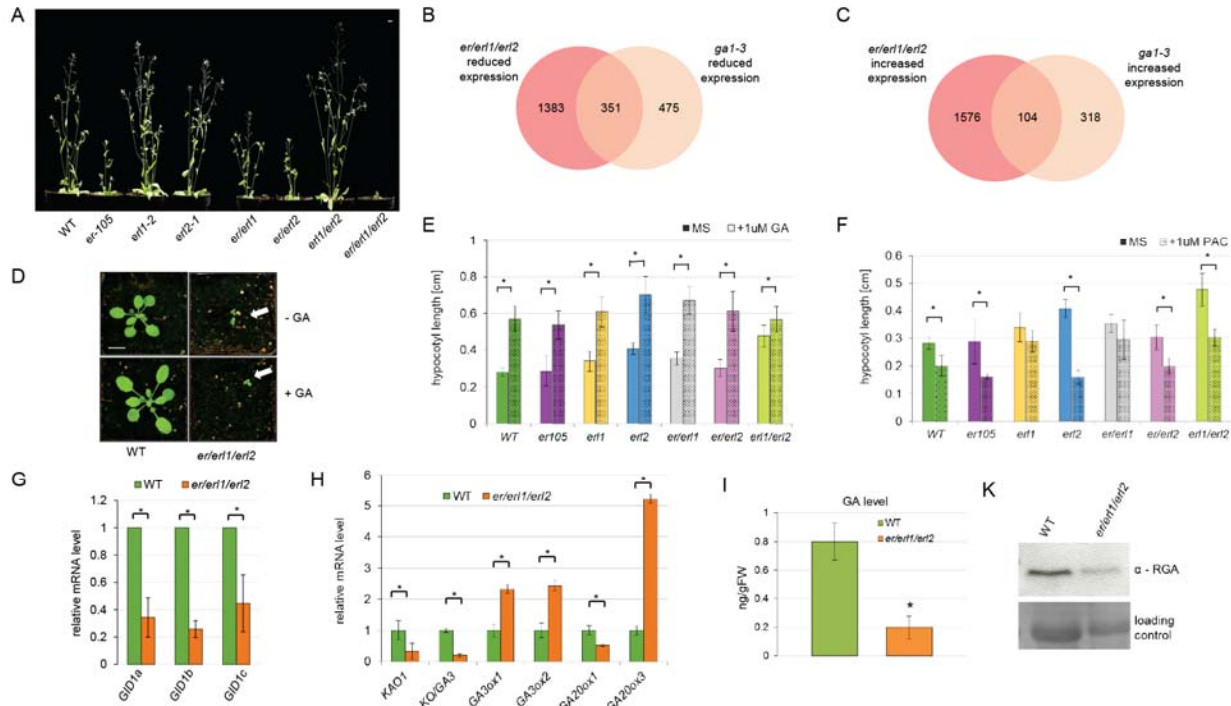 A
WT
er-105
erl1-2
erl2-1
er/erl1
er/erl2
erl1/erl2
er/erl1/erl2
B
er/erl1/erl2
reduced
expression
ga1-3
reduced
expression
1383
351
475
C
er/erl1/erl2
increased
expression
ga1-3
increased
expression
1576
104
318
D
- GA
+ GA
WT
er/erl1/erl2
E
MS
+1uM GA
hypocotyl length [cm]
1
0.8
0.6
0.4
0.2
0
* * * * * * *
WT er105 erl1 erl2 er/erl1 er/erl2 erl1/erl2
F
MS
+1uM PAC
hypocotyl length [cm]
0.6
0.5
0.4
0.3
0.2
0.1
0
* * * * *
WT er105 erl1 erl2 er/erl1 er/erl2 erl1/erl2
G
WT
er/erl1/erl2
relative mRNA level
1.2
1
0.8
0.6
0.4
0.2
0
* * *
GID1a
GID1b
GID1c
H
WT
er/erl1/erl2
relative mRNA level
6
5
4
3
2
1
0
* * * * * *
KAO1
KO/GA3
GA3ox1
GA3ox2
GA20ox1
GA20ox3
I
GA level
WT
er/erl1/erl2
ng/gFW
1
0.8
0.6
0.4
0.2
0
*
K
WT
er/erl1/erl2
α - RGA
loading
control